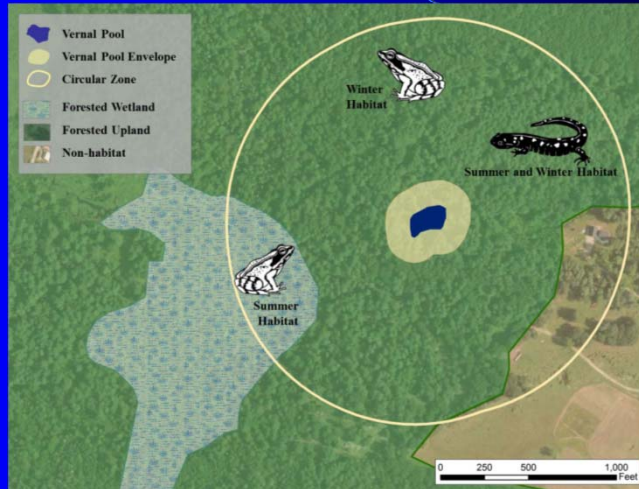 Vernal Pool
Vernal Pool Envelope
Circular Zone
Forested Wetland
Forested Upland
Non-habitat
Winter
Habitat
Summer and Winter Habitat
Summer
Habitat
0 250 500 1,000
Feet